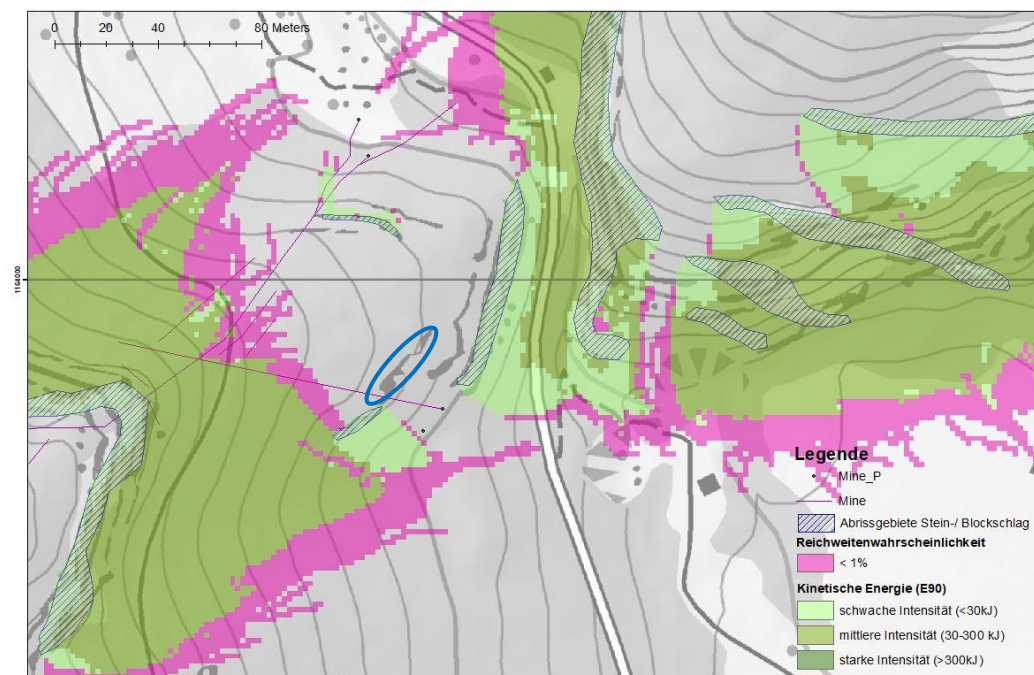 0 20 40 80 Meters
1164000
Legende
Mine_P
Mine
Abrissgebiete Stein-/ Blockschlag
Reichweitenwahrscheinlichkeit
< 1%
Kinetische Energie (E90)
schwache Intensität (<30kJ)
mittlere Intensität (30-300 kJ)
starke Intensität (>300kJ)